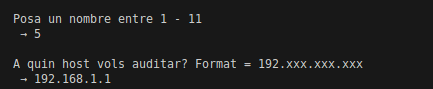 Posa un nombre entre 1 - 11
→ 5
A quin host vols auditar? Format = 192.xxx.xxx.xxx
→ 192.168.1.1